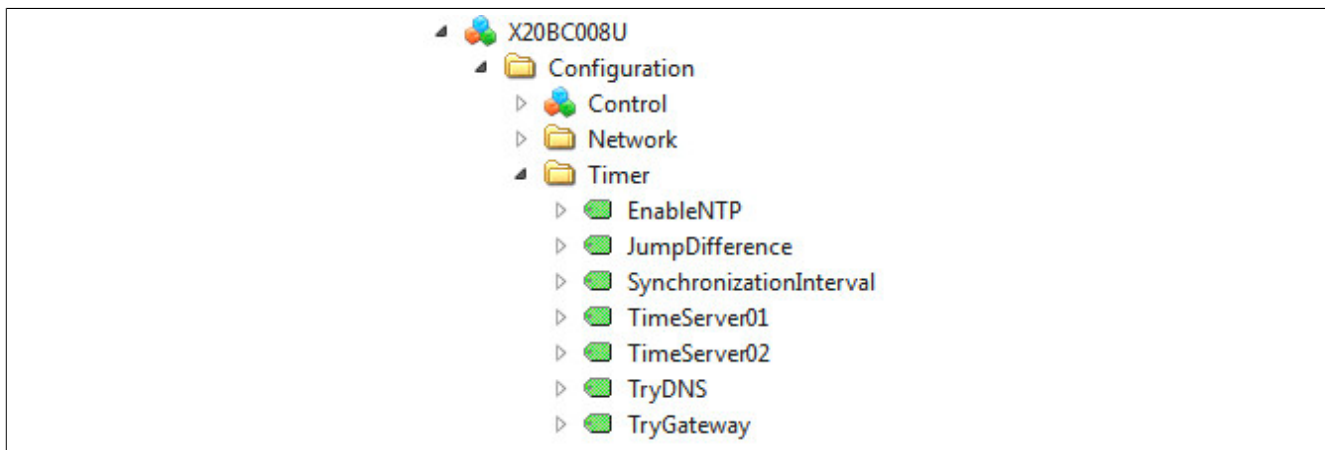 X20BC008U
Configuration
Control
Network
Timer
EnableNTP
JumpDifference
SynchronizationInterval
TimeServer01
TimeServer02
TryDNS
TryGateway